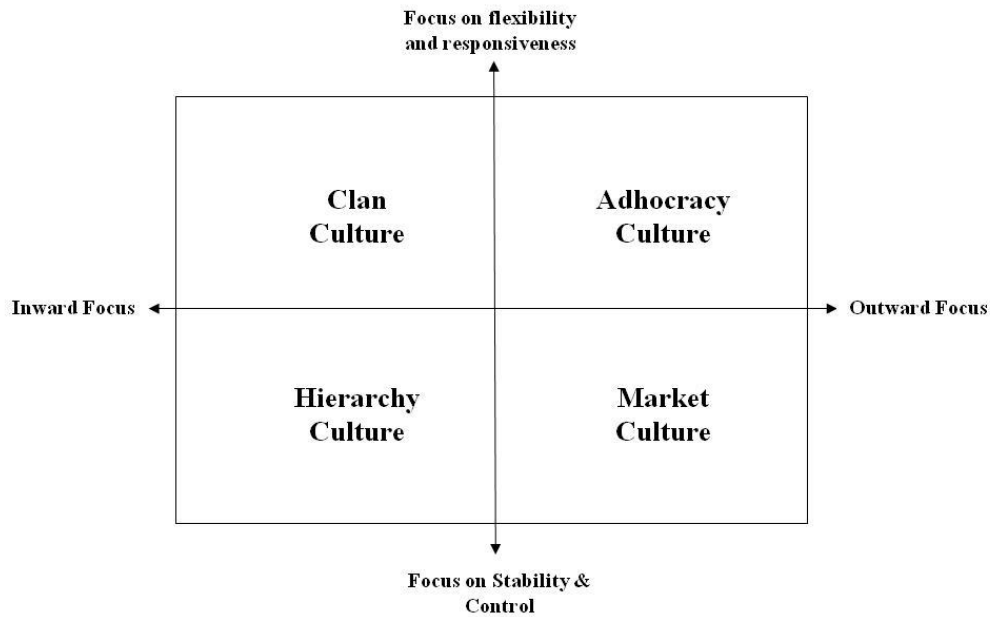 Focus on flexibility
and responsiveness
Clan
Culture
Adhocracy
Culture
Inward Focus
Outward Focus
Hierarchy
Culture
Market
Culture
Focus on Stability &
Control